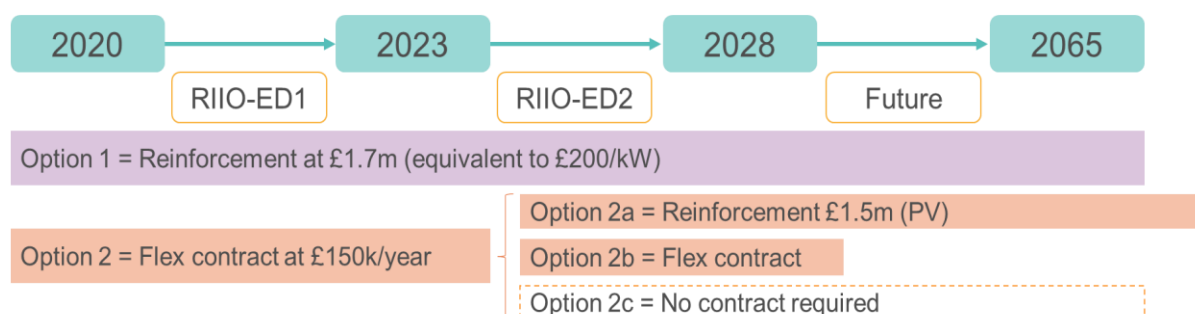 2020
2023
2028
2065
RIIO-ED1
RIIO-ED2
Future
Option 1 = Reinforcement at £1.7m (equivalent to £200/kW)
Option 2 = Flex contract at £150k/year
Option 2a = Reinforcement £1.5m (PV)
Option 2b = Flex contract
Option 2c = No contract required